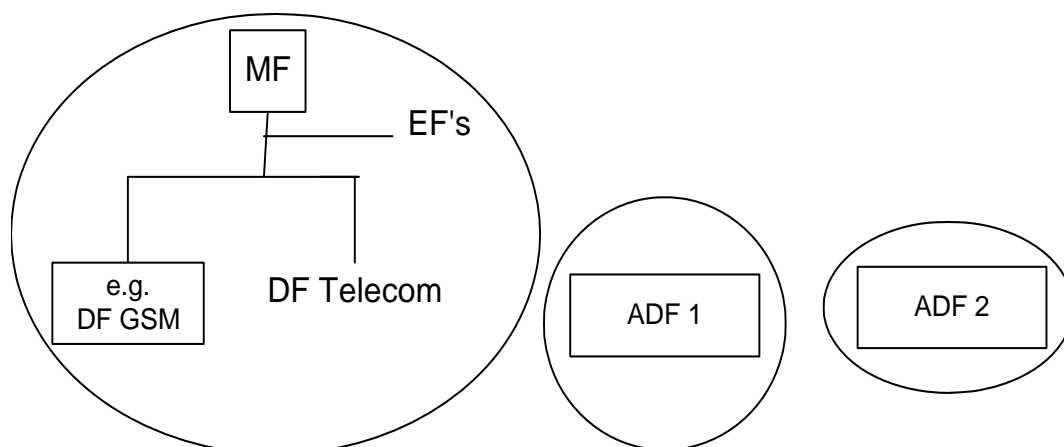 MF
EF's
e.g.
DF GSM
DF Telecom
ADF 1
ADF 2